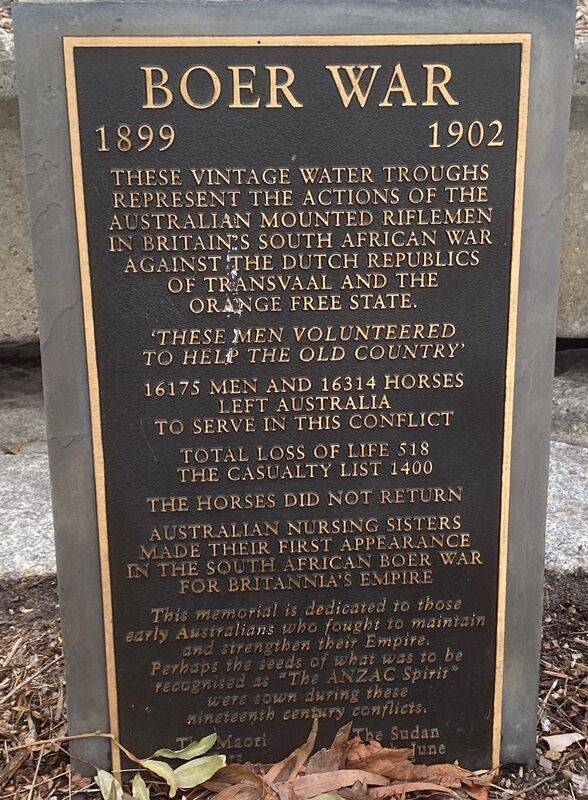 BOER WAR
1899 1902
THESE VINTAGE WATER TROUGHS
REPRESENT THE ACTIONS OF THE
AUSTRALIAN MOUNTED RIFLEMEN
IN BRITAIN'S SOUTH AFRICAN WAR
AGAINST THE DUTCH REPUBLICS
OF TRANSVAAL AND THE
ORANGE FREE STATE.
'THESE MEN VOLUNTEERED
TO HELP THE OLD COUNTRY'
16175 MEN AND 16314 HORSES
LEFT AUSTRALIA
TO SERVE IN THIS CONFLICT
TOTAL LOSS OF LIFE 518
THE CASUALTY LIST 1400
THE HORSES DID NOT RETURN
AUSTRALIAN NURSING SISTERS
MADE THEIR FIRST APPEARANCE
IN THE SOUTH AFRICAN BOER WAR
FOR BRITANNIA'S EMPIRE
This memorial is dedicated to those
early Australians who fought to maintain
and strengthen their Empire.
Perhaps the seeds of what was to be
recognised as "The ANZAC Spirit"
were sown during these
nineteenth century conflicts.
The Maori The Sudan
June